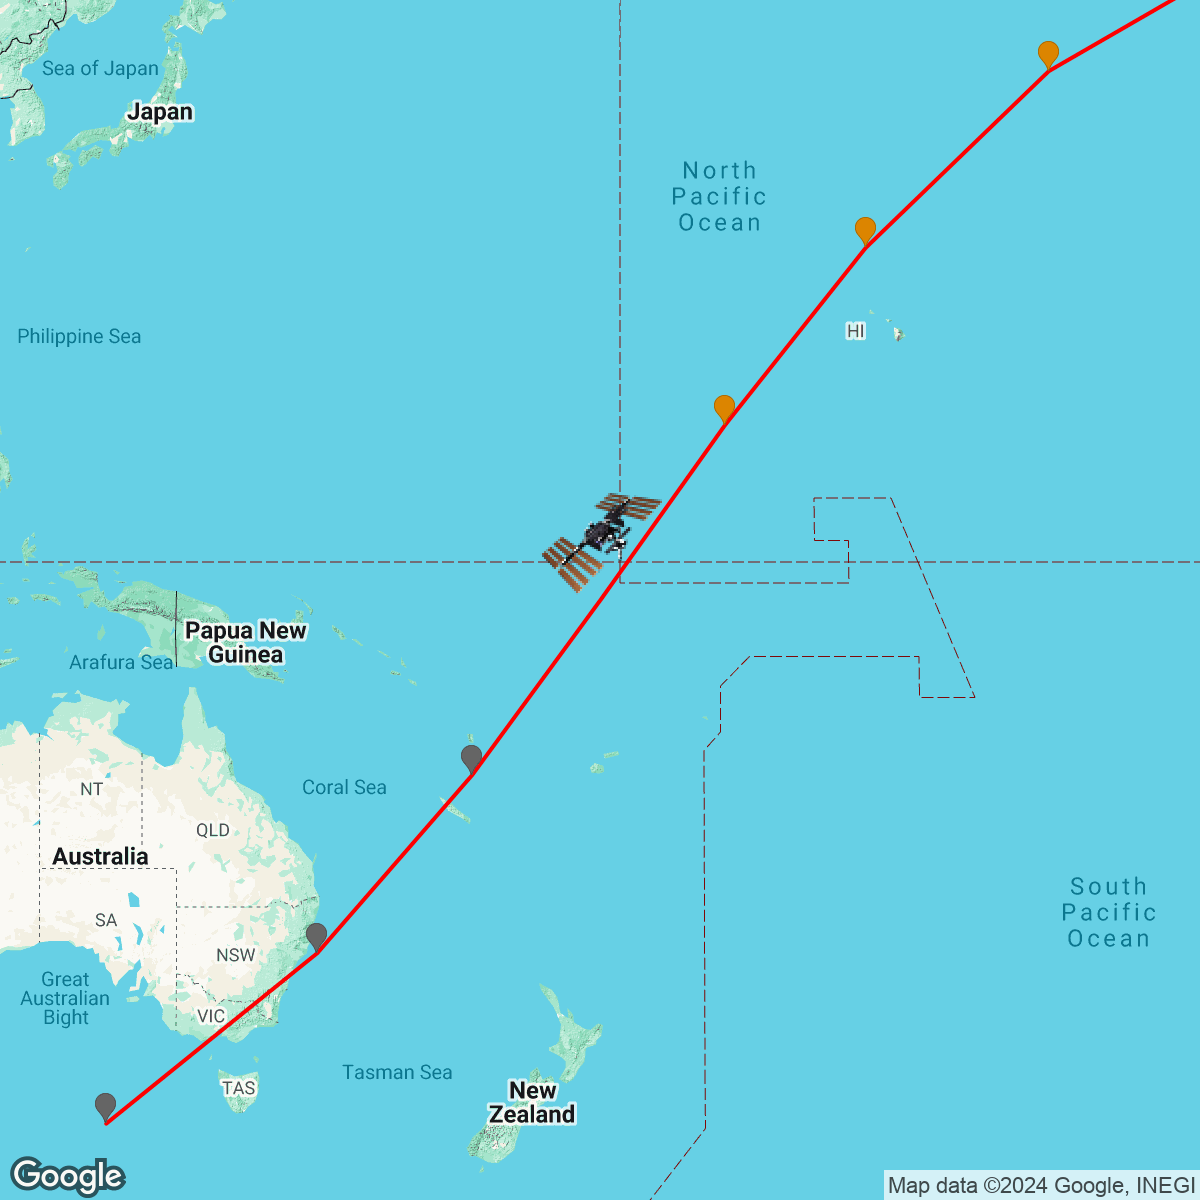 Sea of Japan
Japan
North
Pacific
Ocean
HI
Philippine Sea
Papua New
Guinea
Arafura Sea
NT
Coral Sea
QLD
Australia
SA
NSW
South
Pacific
Ocean
Great
Australian
Bight
VIC
Tasman Sea
TAS
New
Zealand
Google
Map data ©2024 Google, INEGI